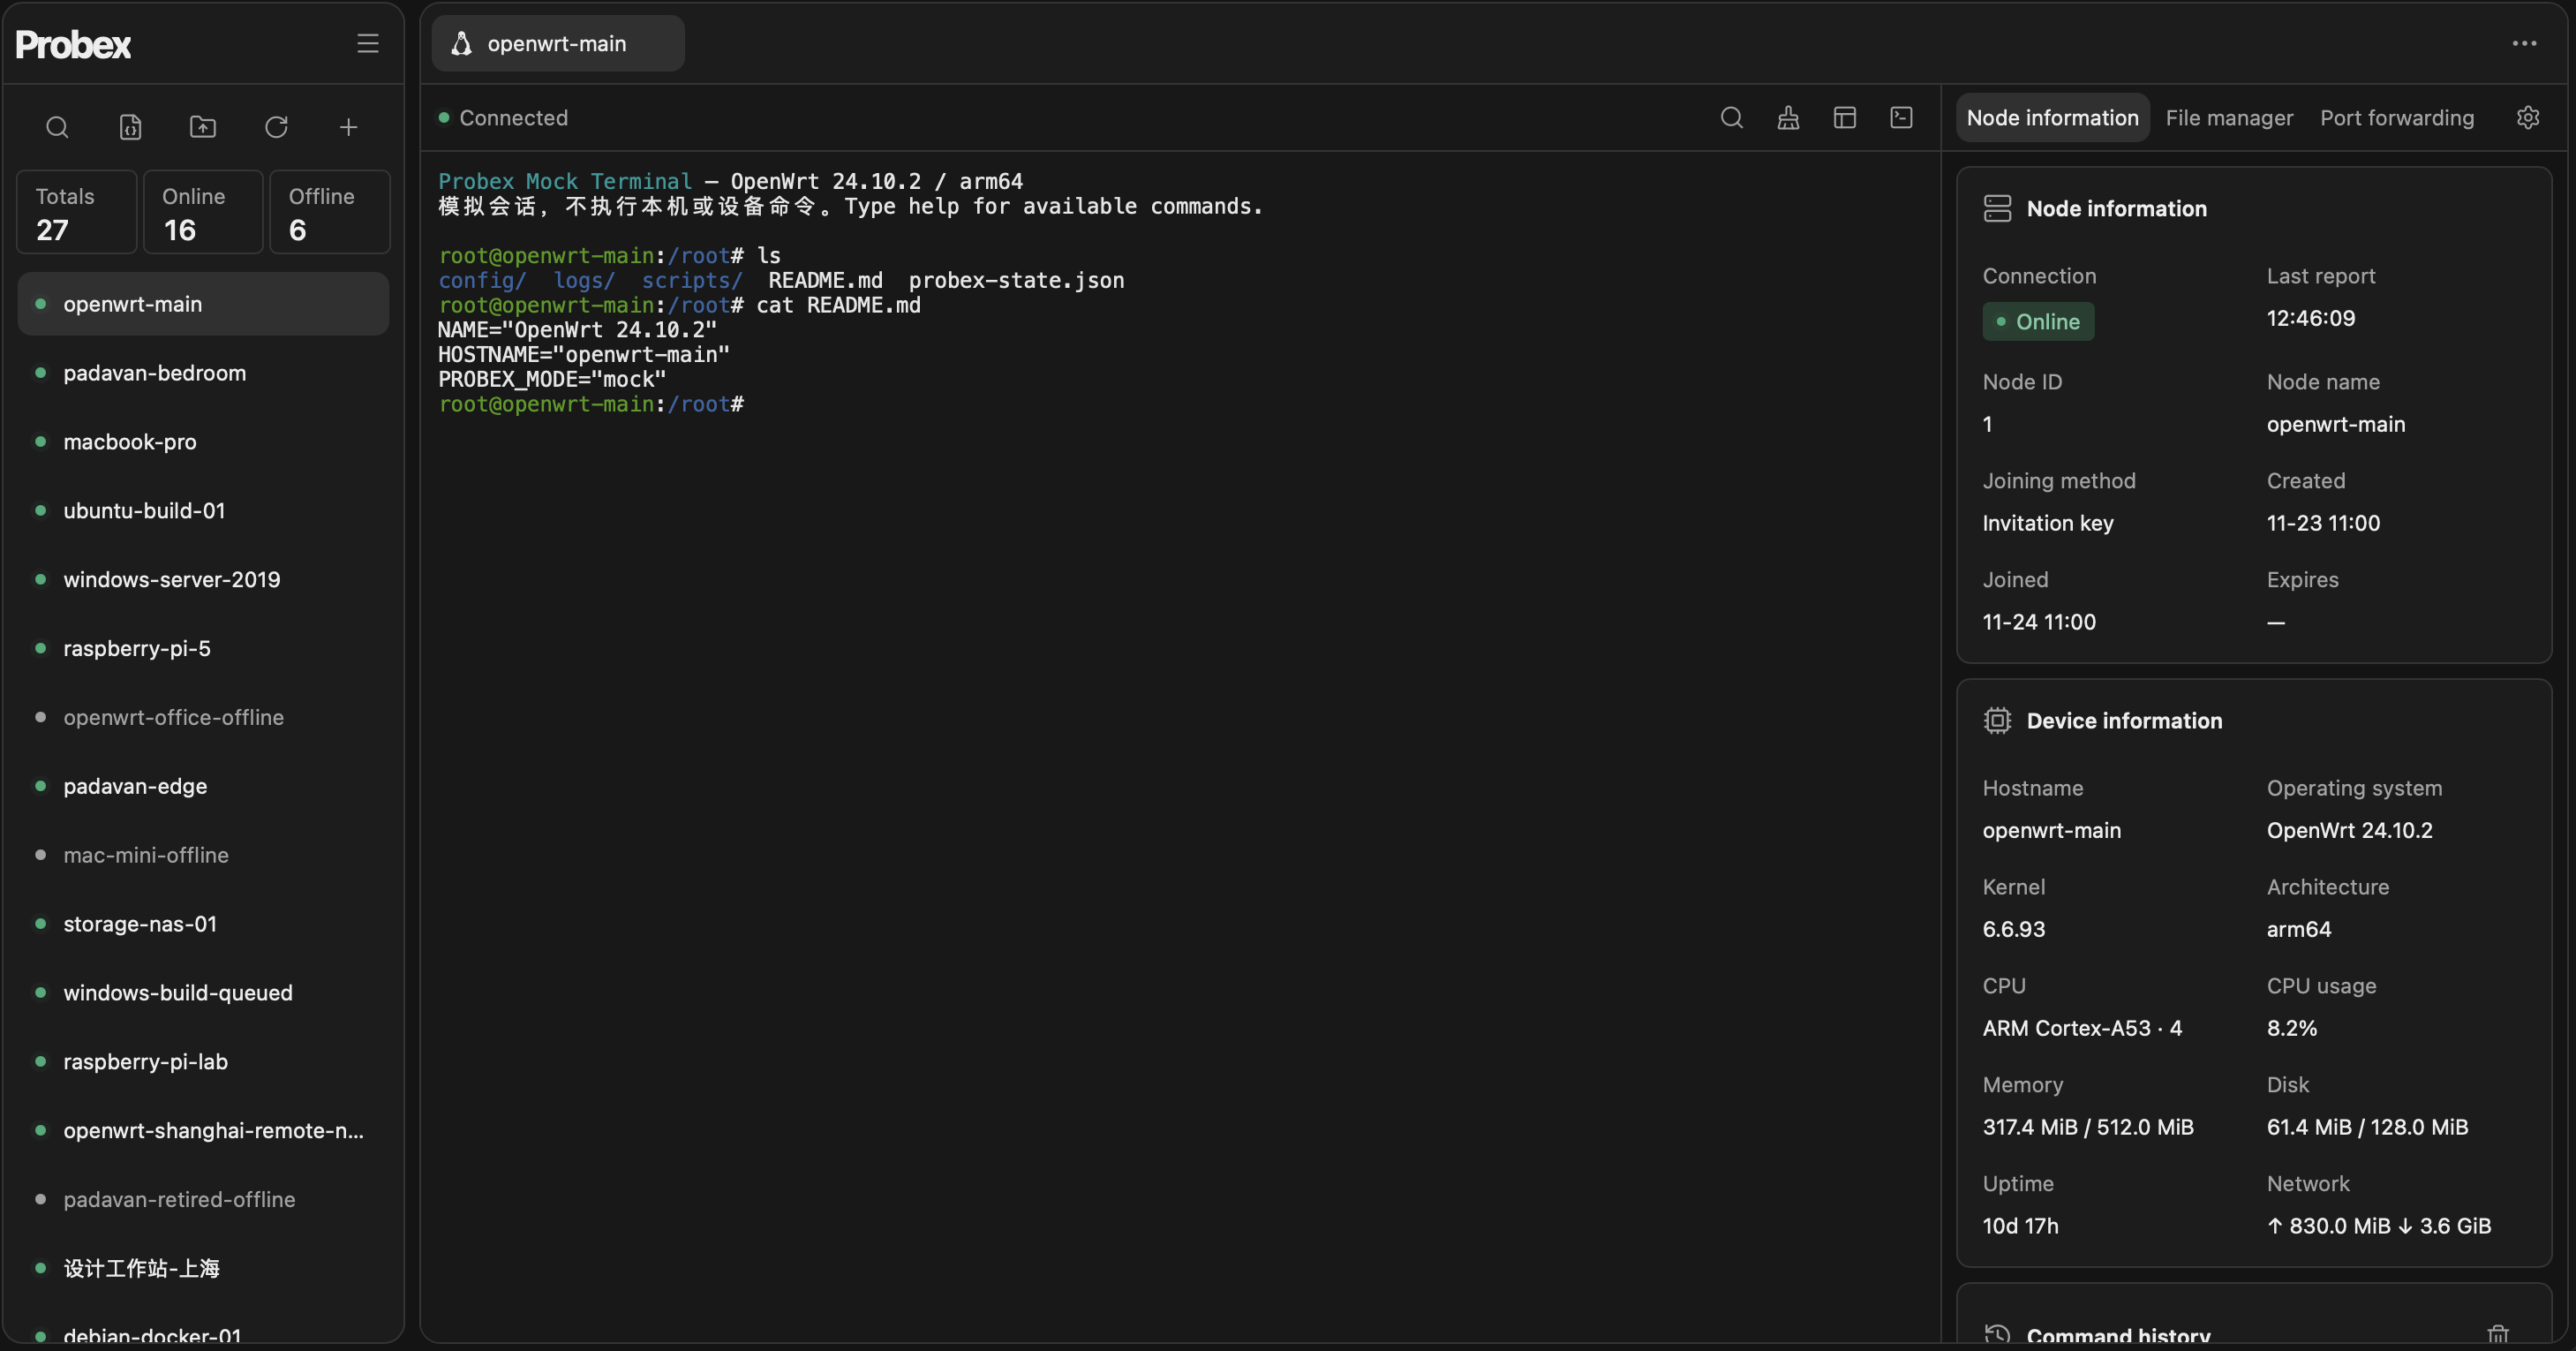 Probex
Totals
27
Online
16
Offline
6
openwrt-main
padavan-bedroom
macbook-pro
ubuntu-build-01
windows-server-2019
raspberry-pi-5
openwrt-office-offline
padavan-edge
mac-mini-offline
storage-nas-01
windows-build-queued
raspberry-pi-lab
openwrt-shanghai-remote-n...
padavan-retired-offline
设计工作站-上海
debian-docker-01
openwrt-main
Connected
Probex Mock Terminal — OpenWrt 24.10.2 / arm64
模拟会话，不执行本机或设备命令。Type help for available commands.
root@openwrt-main:/root# ls
config/  logs/  scripts/  README.md  probex-state.json
root@openwrt-main:/root# cat README.md
NAME="OpenWrt 24.10.2"
HOSTNAME="openwrt-main"
PROBEX_MODE="mock"
root@openwrt-main:/root#
Node information File manager Port forwarding
Node information
Connection Last report
Online 12:46:09
Node ID Node name
1 openwrt-main
Joining method Created
Invitation key 11-23 11:00
Joined Expires
11-24 11:00 —
Device information
Hostname Operating system
openwrt-main OpenWrt 24.10.2
Kernel Architecture
6.6.93 arm64
CPU CPU usage
ARM Cortex-A53 · 4 8.2%
Memory Disk
317.4 MiB / 512.0 MiB 61.4 MiB / 128.0 MiB
Uptime Network
10d 17h ↑ 830.0 MiB ↓ 3.6 GiB
Command history